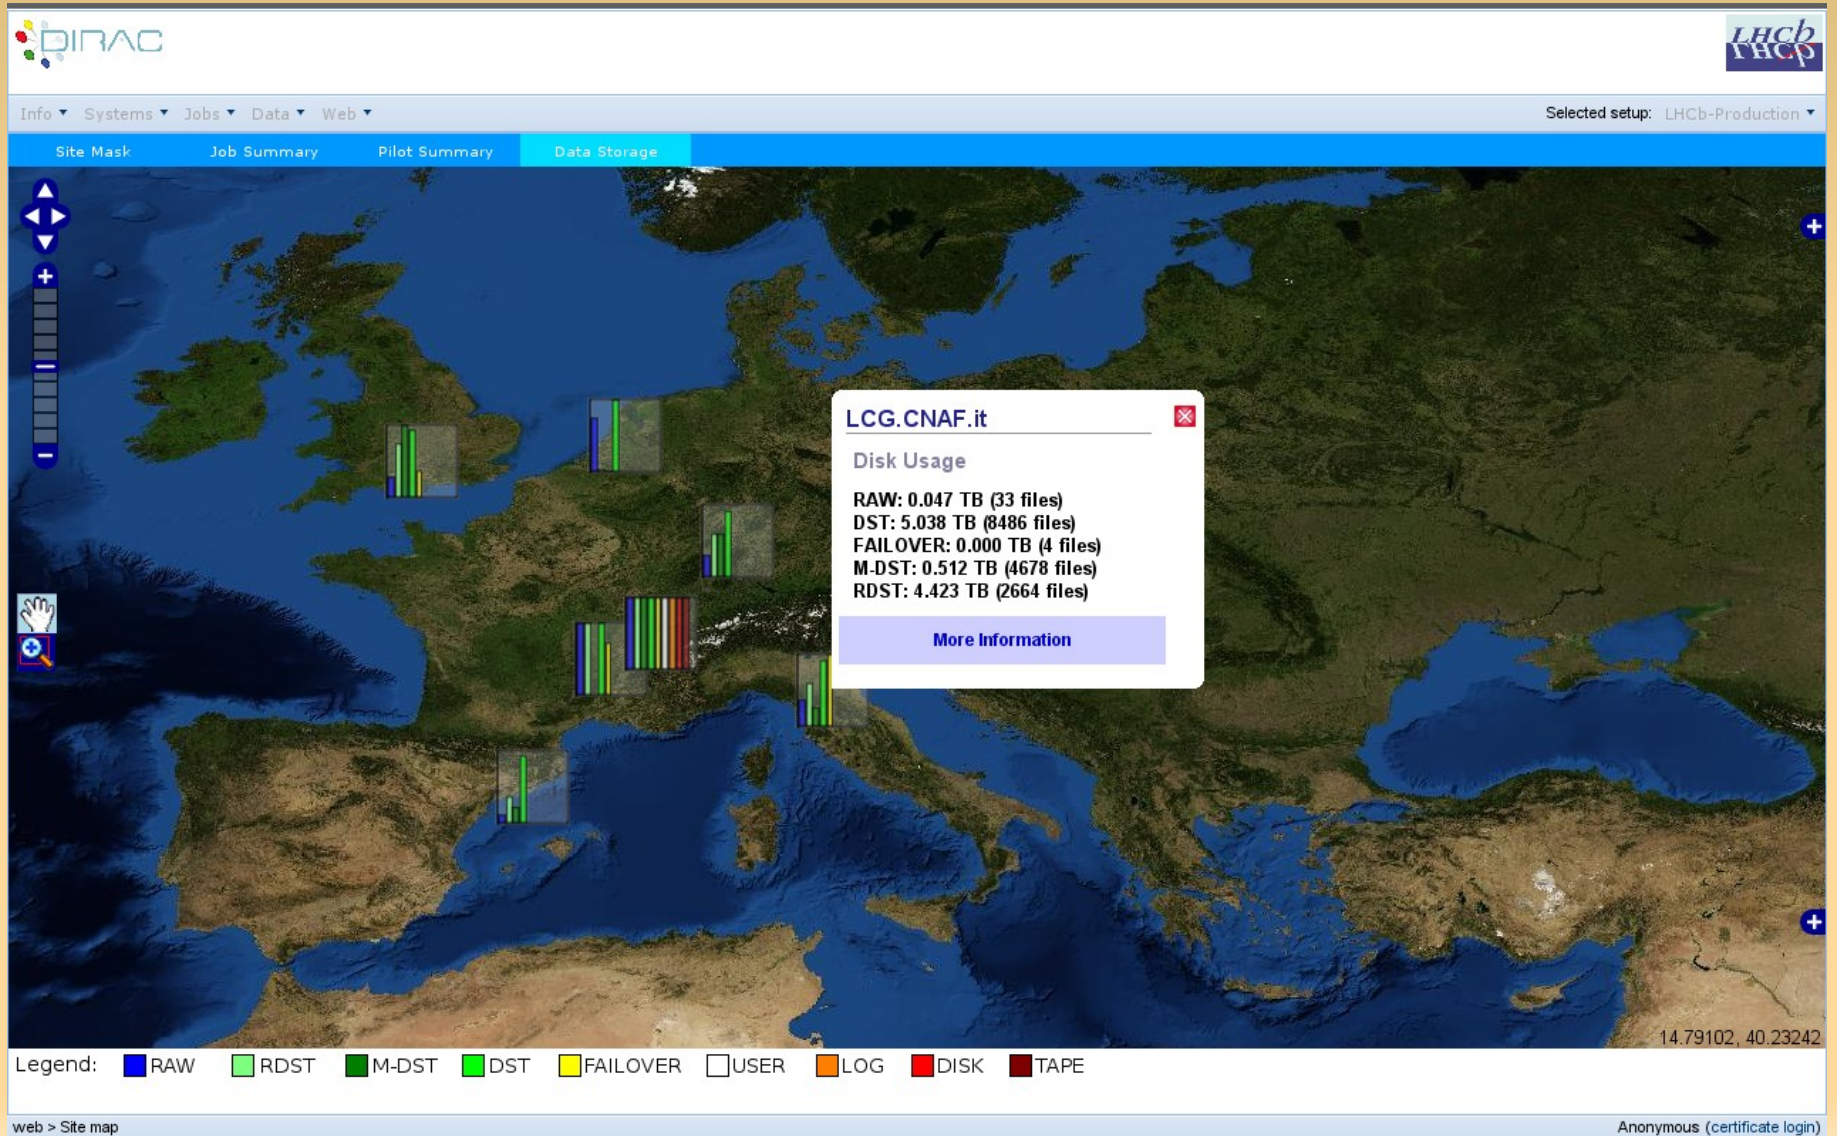 DIRAC
LHCb
Info Systems Jobs Data Web
Selected setup: LHCb-Production
Site Mask Job Summary Pilot Summary Data Storage
LCG.CNAF.it
Disk Usage
RAW: 0.047 TB (33 files)
DST: 5.038 TB (8486 files)
FAILOVER: 0.000 TB (4 files)
M-DST: 0.512 TB (4678 files)
RDST: 4.423 TB (2664 files)
More Information
14.79102, 40.23242
Legend: RAW RDST M-DST DST FAILOVER USER LOG DISK TAPE
web > Site map
Anonymous (certificate login)